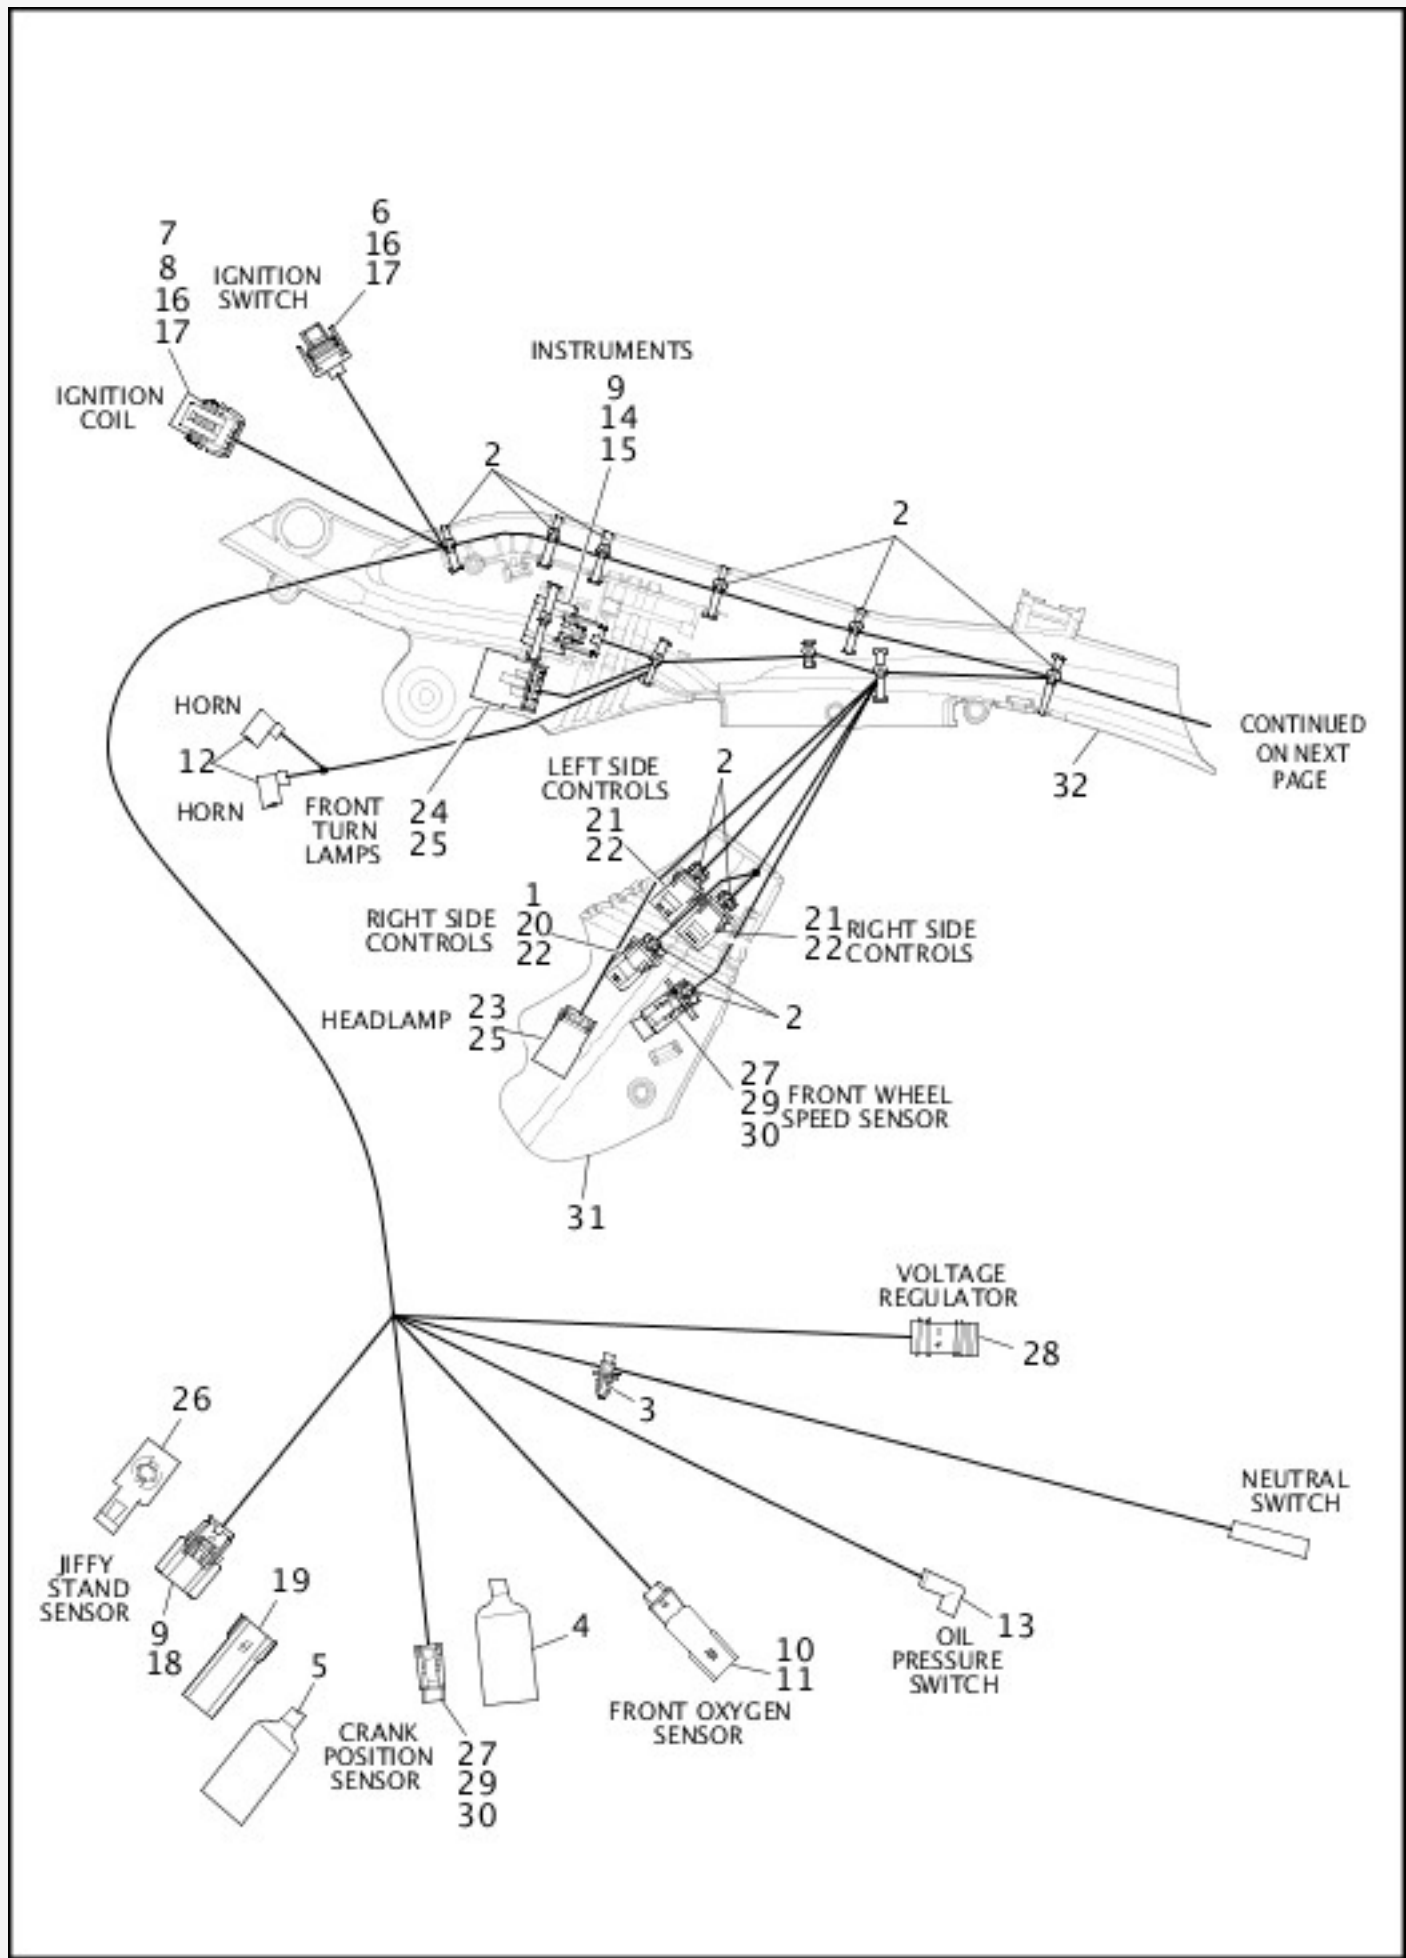 6
16
17
7
8
16
17
IGNITION
SWITCH
INSTRUMENTS
9
14
15
IGNITION
COIL
2
2
HORN
12
HORN
FRONT
TURN
LAMPS
24
25
LEFT SIDE
CONTROLS
21
22
2
32
CONTINUED
ON NEXT
PAGE
RIGHT SIDE
CONTROLS
1
20
22
21
22
RIGHT SIDE
CONTROLS
HEADLAMP
23
25
2
27
29
30
FRONT WHEEL
SPEED SENSOR
31
VOLTAGE
REGULATOR
28
3
26
NEUTRAL
SWITCH
JIFFY
STAND
SENSOR
9
18
19
5
4
CRANK
POSITION
SENSOR
27
29
30
10
11
FRONT OXYGEN
SENSOR
13
OIL
PRESSURE
SWITCH